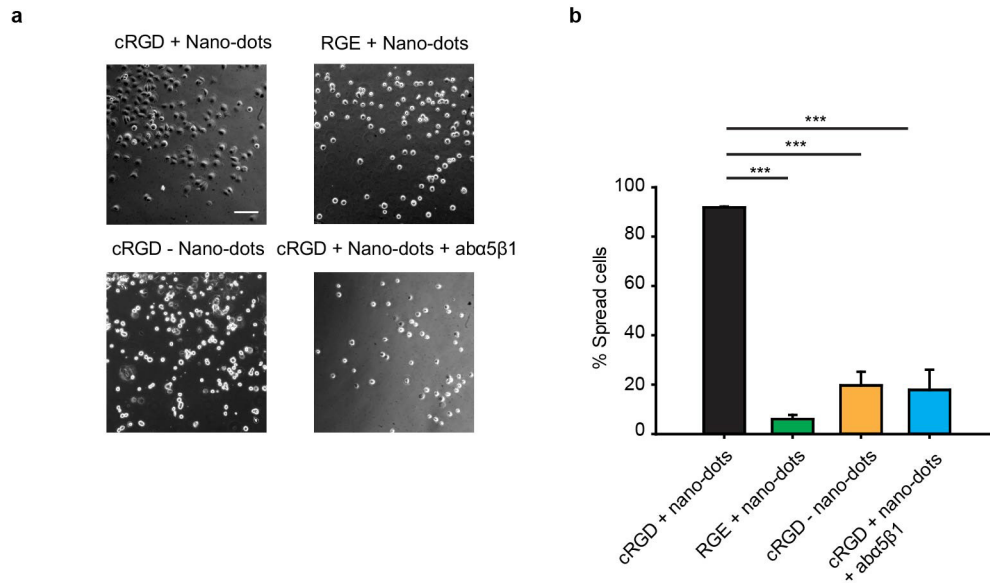 a
cRGD + Nano-dots
RGE + Nano-dots
cRGD - Nano-dots
cRGD + Nano-dots + abα5β1
b
***
***
***
% Spread cells
100
80
60
40
20
0
cRGD + nano-dots
RGE + nano-dots
cRGD - nano-dots
cRGD + nano-dots
+ abα5β1